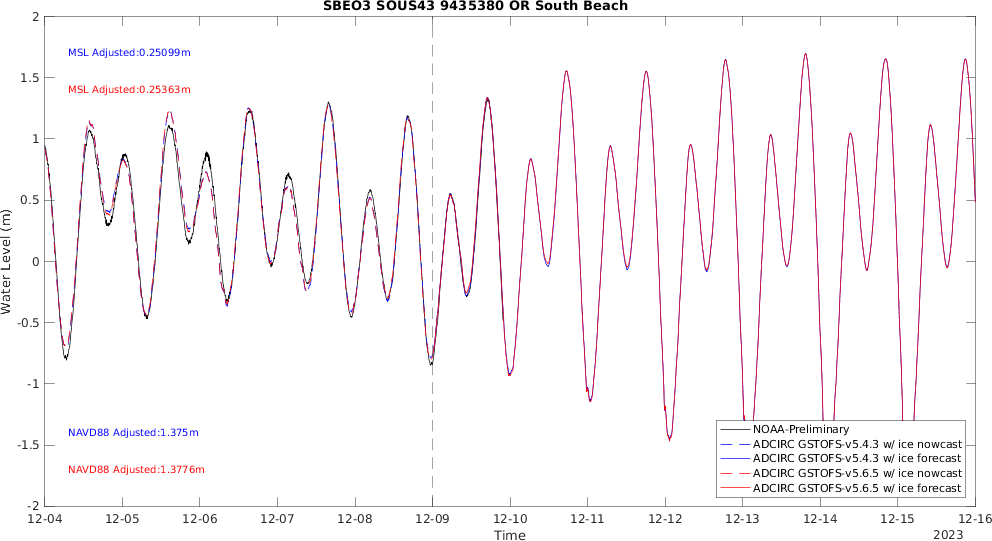 SBEO3 SOUS43 9435380 OR South Beach
MSL Adjusted:0.25099m
MSL Adjusted:0.25363m
NAVD88 Adjusted:1.375m
NAVD88 Adjusted:1.3776m
Water Level (m)
2
1.5
1
0.5
0
-0.5
-1
-1.5
-2
NOAA-Preliminary
ADCIRC GSTOFS-v5.4.3 w/ ice nowcast
ADCIRC GSTOFS-v5.4.3 w/ ice forecast
ADCIRC GSTOFS-v5.6.5 w/ ice nowcast
ADCIRC GSTOFS-v5.6.5 w/ ice forecast
12-04 12-05 12-06 12-07 12-08 12-09 12-10 12-11 12-12 12-13 12-14 12-15 12-16
Time
2023